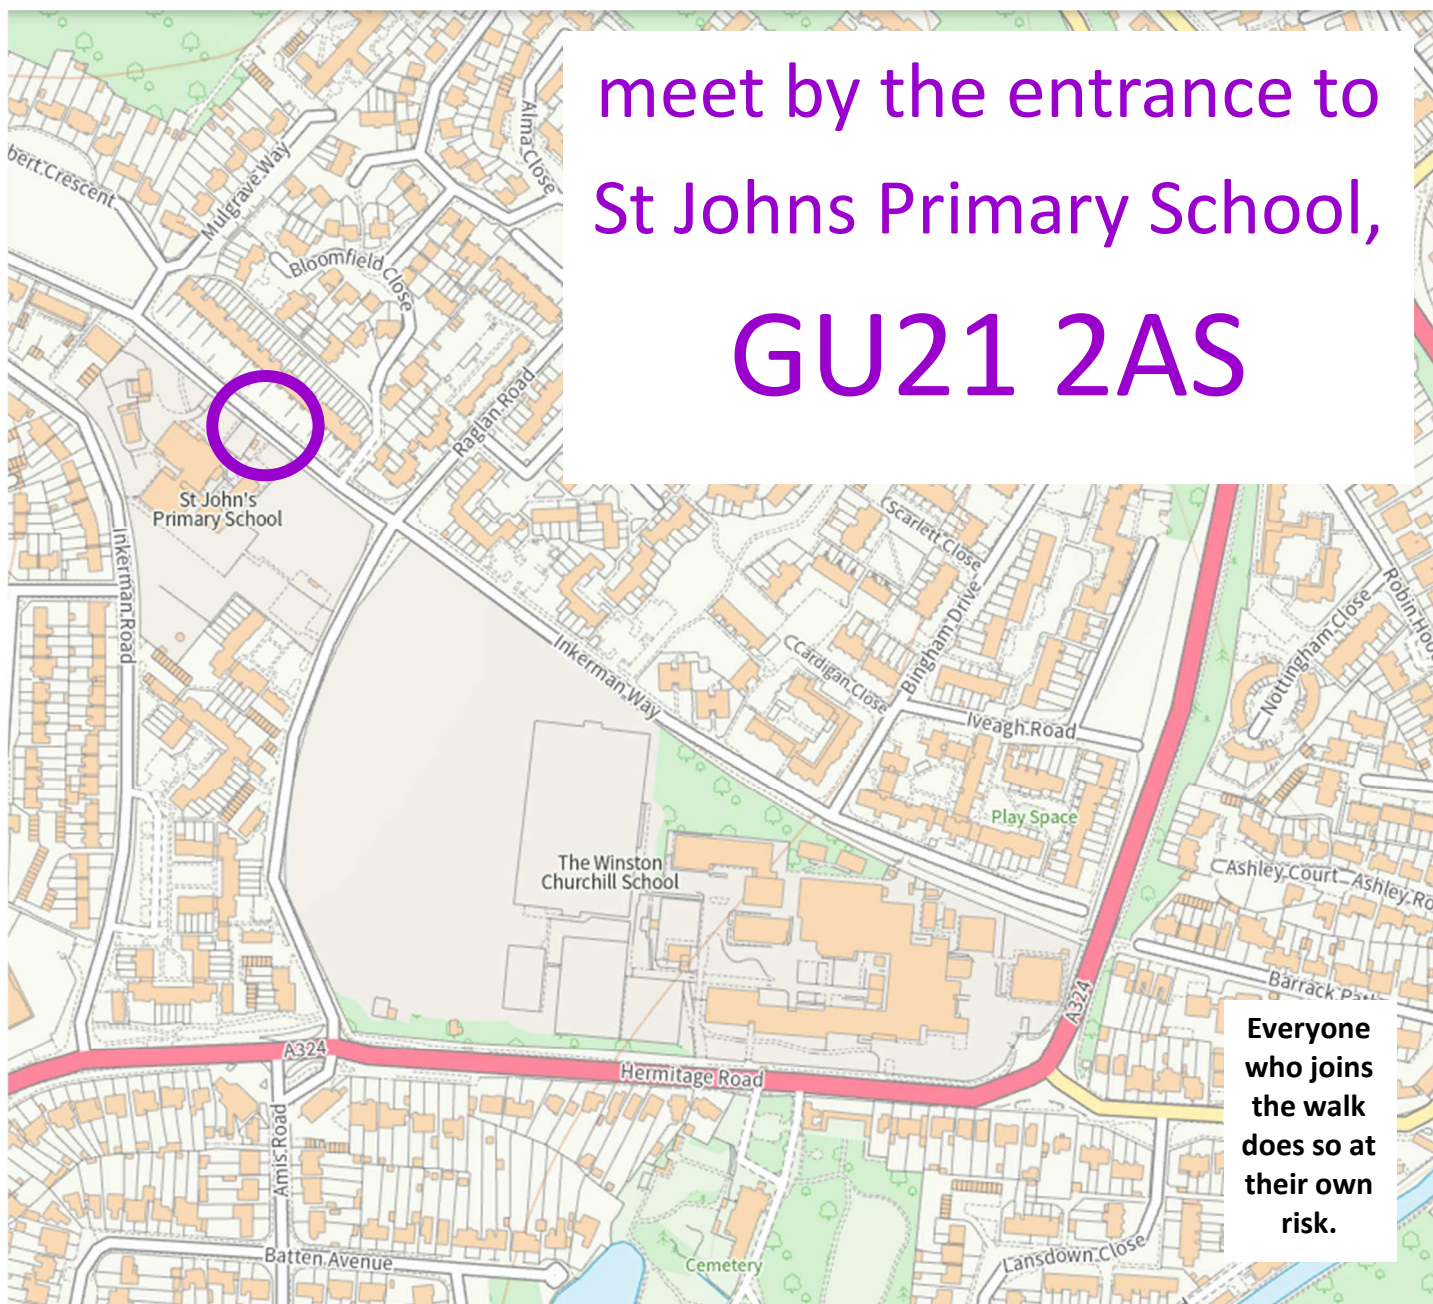 meet by the entrance to
St Johns Primary School,
GU21 2AS
Alma Close
bert Crescent
Mulgrave Way
Bloomfield Close
Raglan Road
St John's
Primary School
Inkerman Road
Scarlett Close
Bingham Drive
Cardigan Close
Inkerman Way
Iveagh Road
Robin Hoo
Nottingham Close
Play Space
The Winston
Churchill School
Ashley Court
Ashley Ro
Barrack Path
A324
A324
Hermitage Road
Amis Road
Batten Avenue
Cemetery
Lansdown Close
Everyone
who joins
the walk
does so at
their own
risk.